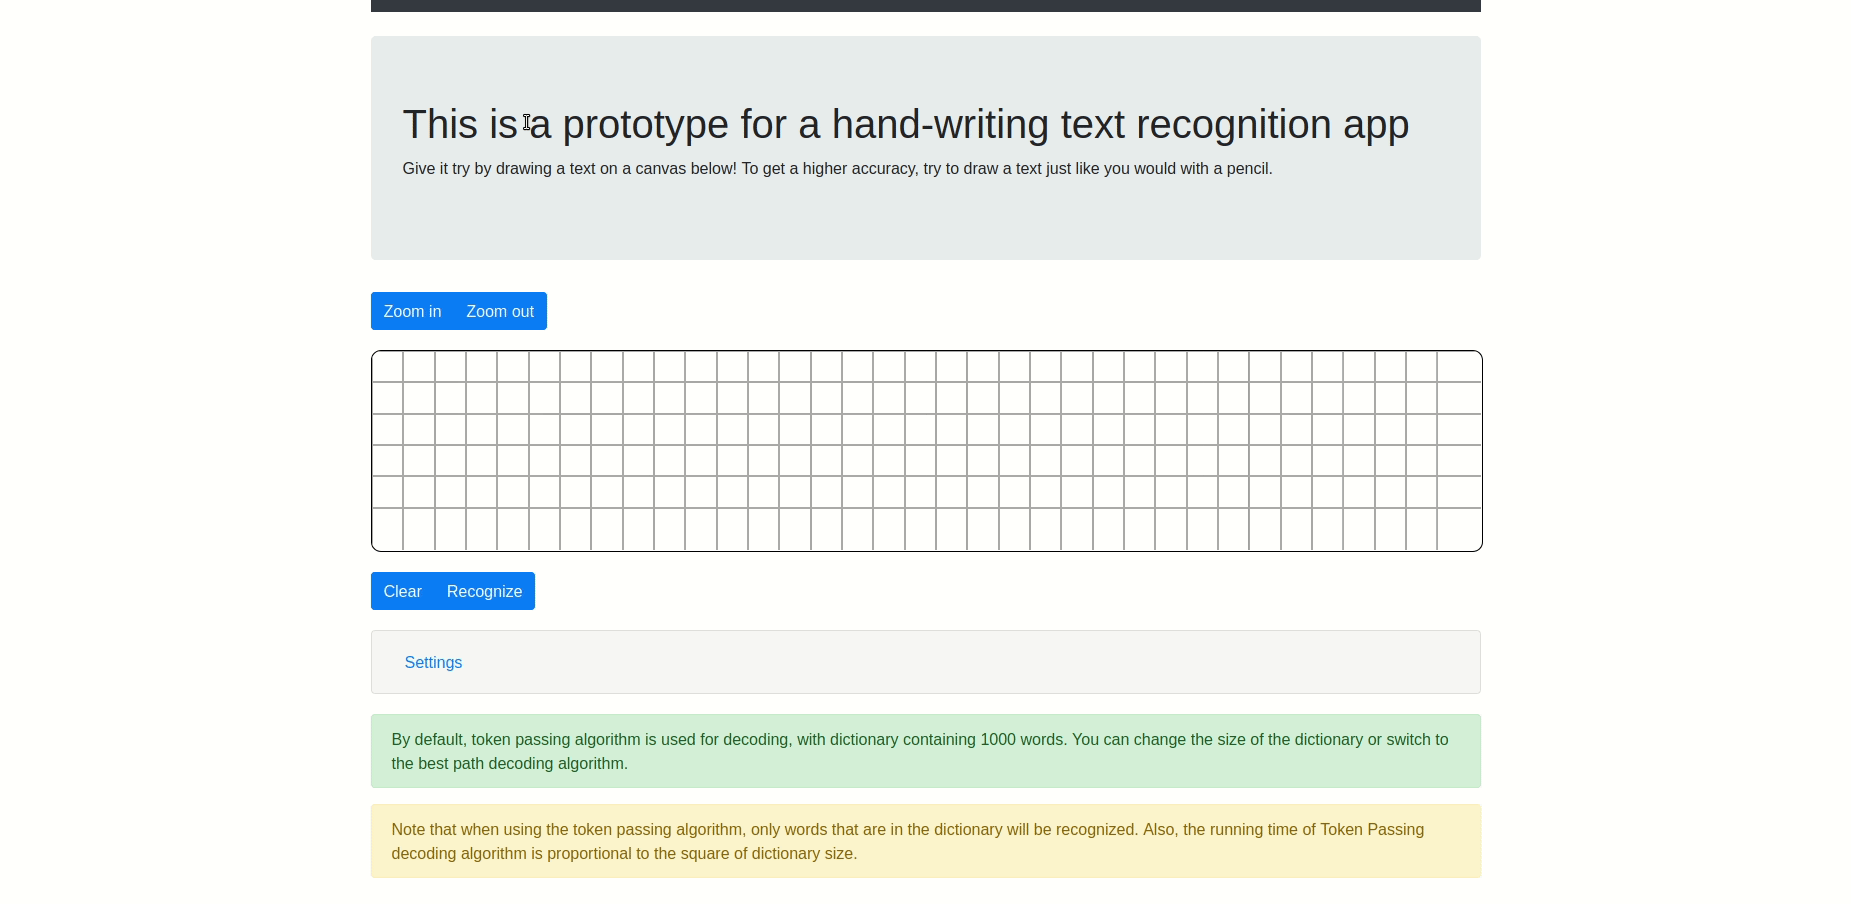 This is a prototype for a hand-writing text recognition app
Give it try by drawing a text on a canvas below! To get a higher accuracy, try to draw a text just like you would with a pencil.
Zoom in Zoom out
Clear Recognize
Settings
By default, token passing algorithm is used for decoding, with dictionary containing 1000 words. You can change the size of the dictionary or switch to
the best path decoding algorithm.
Note that when using the token passing algorithm, only words that are in the dictionary will be recognized. Also, the running time of Token Passing
decoding algorithm is proportional to the square of dictionary size.